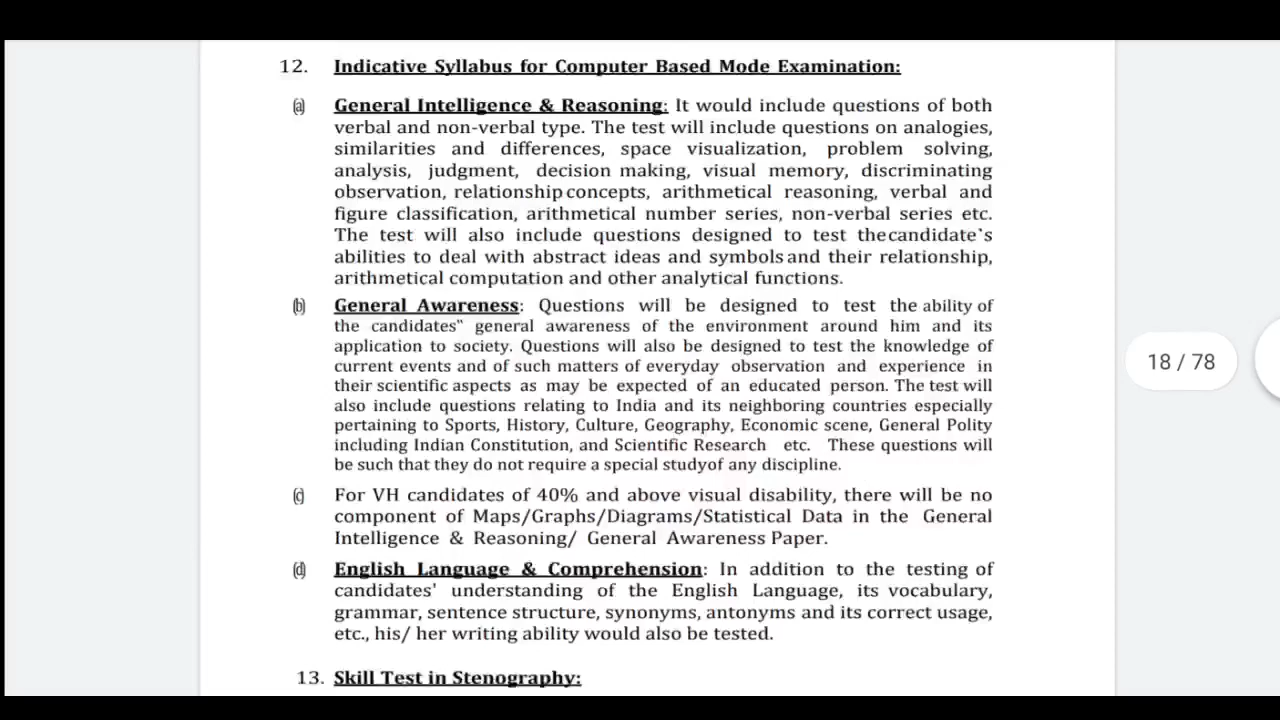 12. Indicative Syllabus for Computer Based Mode Examination:
(a) General Intelligence & Reasoning: It would include questions of both
verbal and non-verbal type. The test will include questions on analogies,
similarities and differences, space visualization, problem solving,
analysis, judgment, decision making, visual memory, discriminating
observation, relationship concepts, arithmetical reasoning, verbal and
figure classification, arithmetical number series, non-verbal series etc.
The test will also include questions designed to test thecandidate`s
abilities to deal with abstract ideas and symbols and their relationship,
arithmetical computation and other analytical functions.
(b) General Awareness: Questions will be designed to test the ability of
the candidates" general awareness of the environment around him and its
application to society. Questions will also be designed to test the knowledge of
current events and of such matters of everyday observation and experience in
their scientific aspects as may be expected of an educated person. The test will
also include questions relating to India and its neighboring countries especially
pertaining to Sports, History, Culture, Geography, Economic scene, General Polity
including Indian Constitution, and Scientific Research etc. These questions will
be such that they do not require a special studyof any discipline.
18 / 78
(c) For VH candidates of 40% and above visual disability, there will be no
component of Maps/Graphs/Diagrams/Statistical Data in the General
Intelligence & Reasoning/ General Awareness Paper.
(d) English Language & Comprehension: In addition to the testing of
candidates' understanding of the English Language, its vocabulary,
grammar, sentence structure, synonyms, antonyms and its correct usage,
etc., his/ her writing ability would also be tested.
13. Skill Test in Stenography: